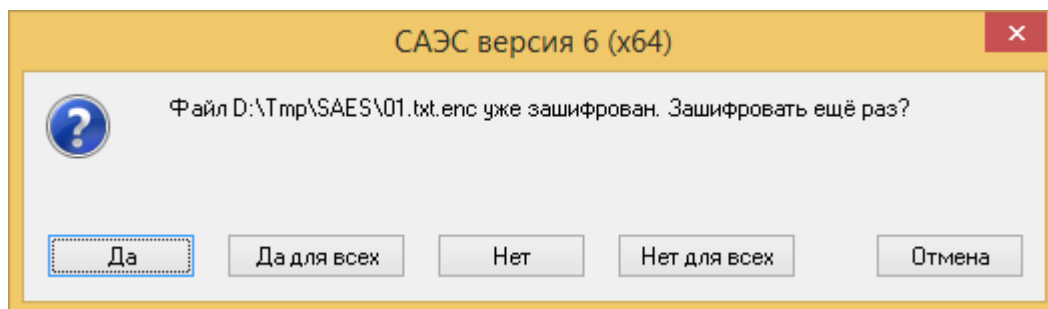 САЭС версия 6 (x64)
Файл D:\Tmp\SAES\01.txt.enc уже зашифрован. Зашифровать ещё раз?
Да Да для всех Нет Нет для всех Отмена